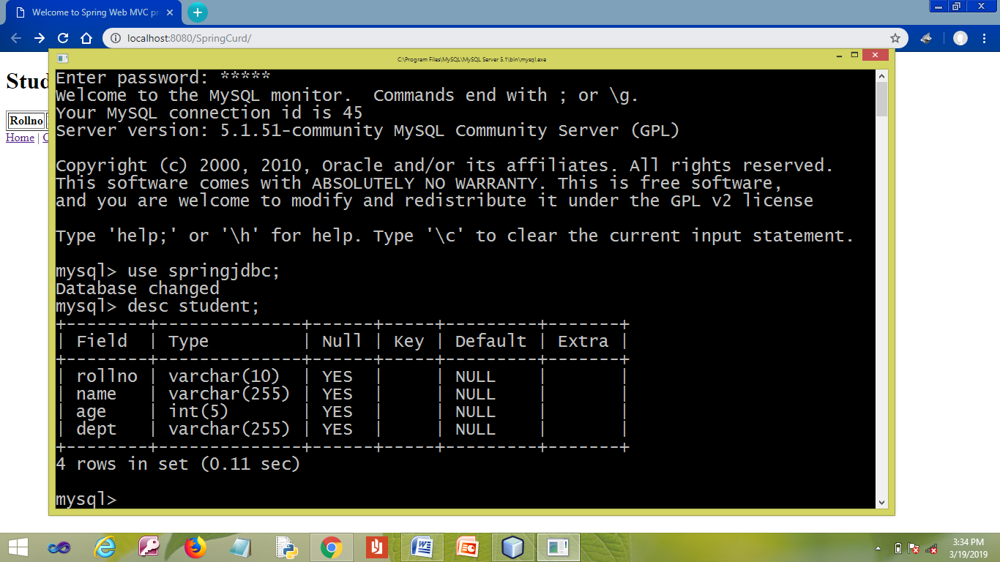 Welcome to Spring Web MVC pr
localhost:8080/SpringCurd/
Stud
Rollno
Home |
C:\Program Files\MySQL\MySQL Server 5.1\bin\mysql.exe
Enter password: *****
Welcome to the MySQL monitor.  Commands end with ; or \g.
Your MySQL connection id is 45
Server version: 5.1.51-community MySQL Community Server (GPL)
Copyright (c) 2000, 2010, Oracle and/or its affiliates. All rights reserved.
This software comes with ABSOLUTELY NO WARRANTY. This is free software,
and you are welcome to modify and redistribute it under the GPL v2 license
Type 'help;' or '\h' for help. Type '\c' to clear the current input statement.
mysql> use springjdbc;
Database changed
mysql> desc student;
+--------+--------------+------+-----+---------+-------+
| Field  | Type         | Null | Key | Default | Extra |
+--------+--------------+------+-----+---------+-------+
| rollno | varchar(10)  | YES  |     | NULL    |       |
| name   | varchar(255) | YES  |     | NULL    |       |
| age    | int(5)       | YES  |     | NULL    |       |
| dept   | varchar(255) | YES  |     | NULL    |       |
+--------+--------------+------+-----+---------+-------+
4 rows in set (0.11 sec)
mysql>
3:34 PM
3/19/2019